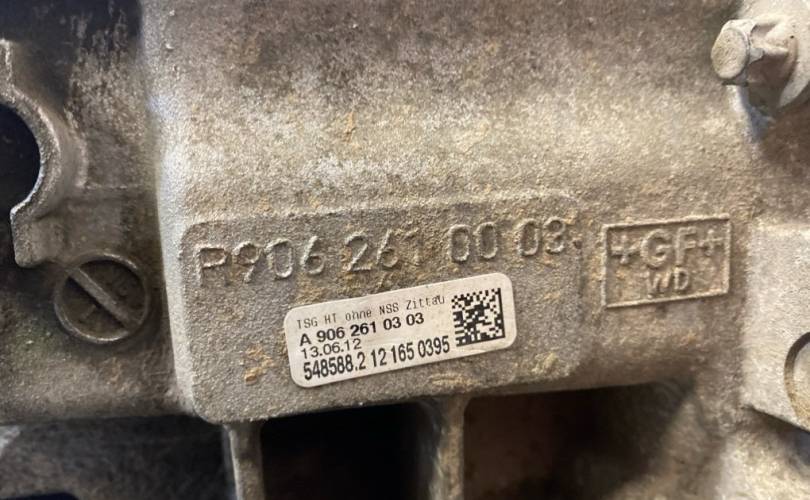 R906 261 00 03
+GF+
WD
TSG HT ohne NSS Zittau
A 906 261 03 03
13.06.12
548588.2 12 165 0395